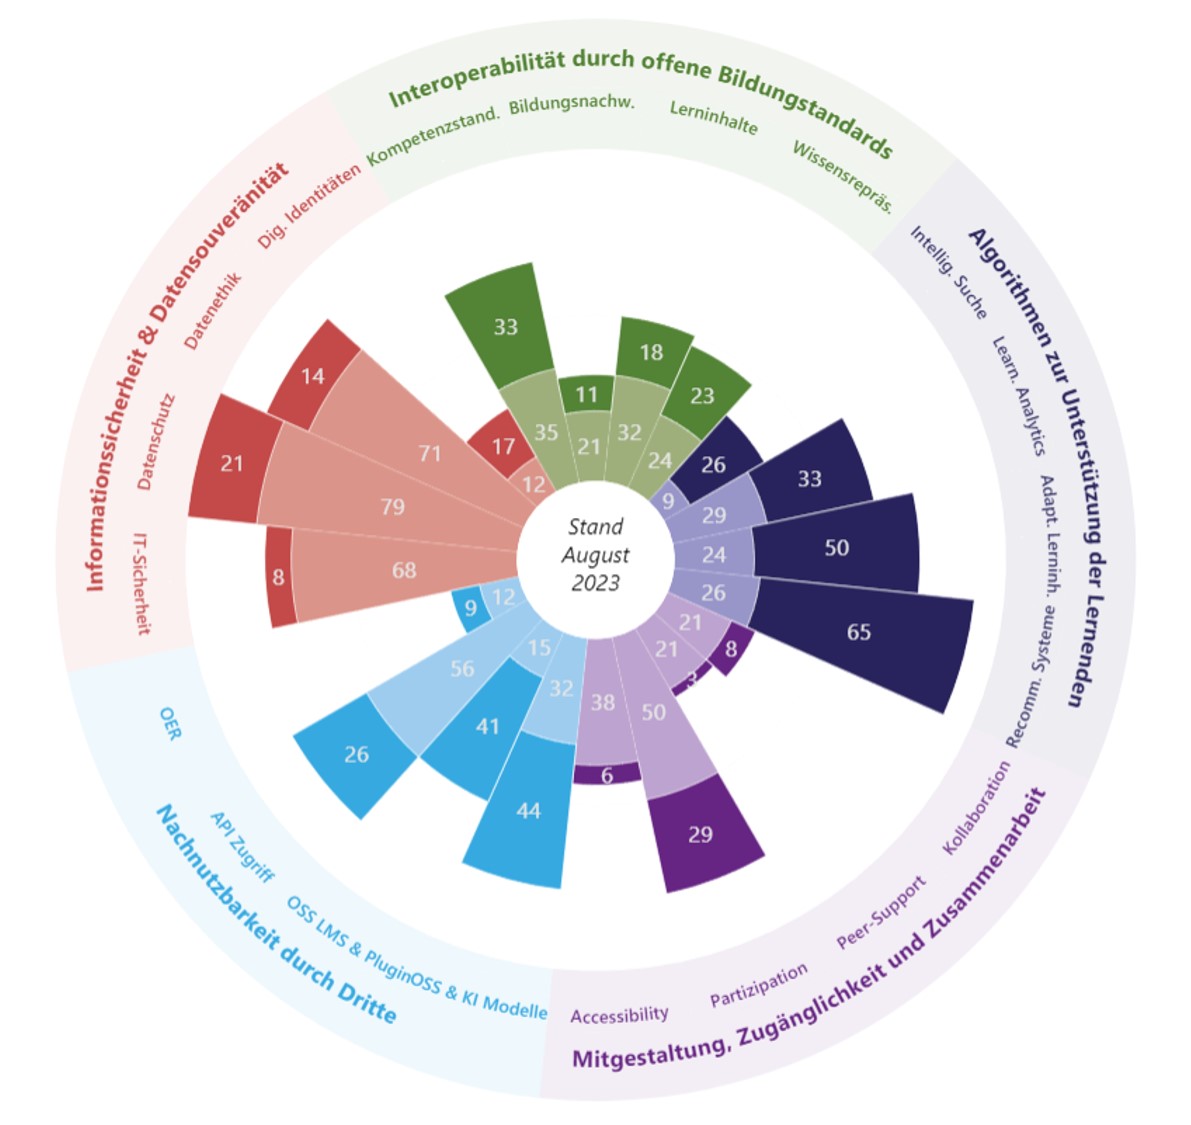 Interoperabilität durch offene Bildungstandards
Kompetenzstand.
Bildungsnachw.
Lerninhalte
Wissensrepräs.
Algorithmen zur Unterstützung der Lernenden
Intellig. Suche
Learn. Analytics
Adapt. Lerninh.
Recomm. Systeme
Mitgestaltung, Zugänglichkeit und Zusammenarbeit
Kollaboration
Peer-Support
Partizipation
Accessibility
Nachnutzbarkeit durch Dritte
OSS & KI Modelle
OSS LMS & Plugin
API Zugriff
OER
Informationssicherheit & Datensouveränität
IT-Sicherheit
Datenschutz
Datenethik
Dig. Identitäten
33
35
11
21
18
32
23
24
26
9
33
29
50
24
65
26
8
21
3
21
29
50
6
38
44
32
41
15
26
56
9
12
8
68
21
79
14
71
17
12
Stand
August
2023